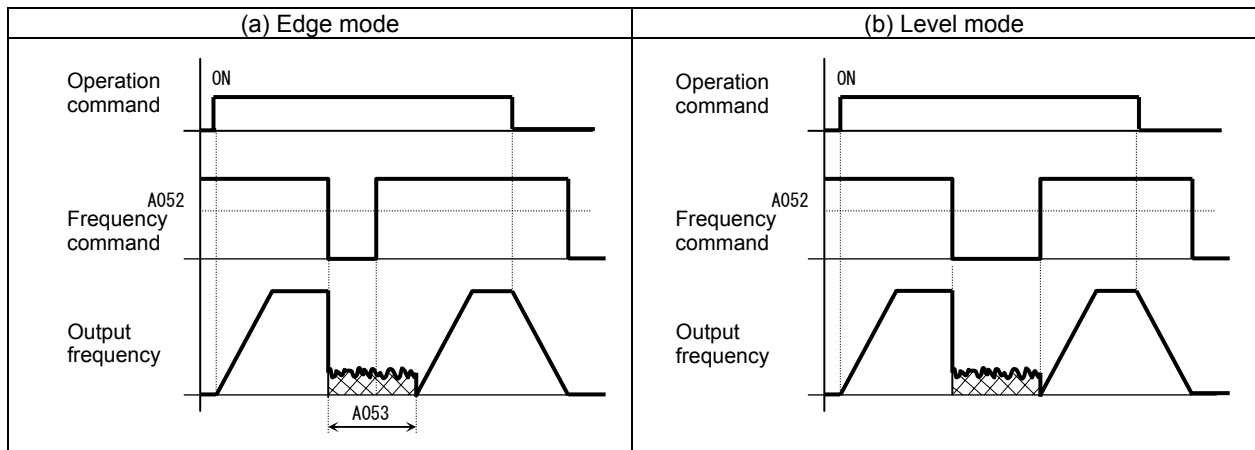 (a) Edge mode
(b) Level mode
Operation
command
ON
A052
Frequency
command
Output
frequency
A053
Operation
command
ON
A052
Frequency
command
Output
frequency